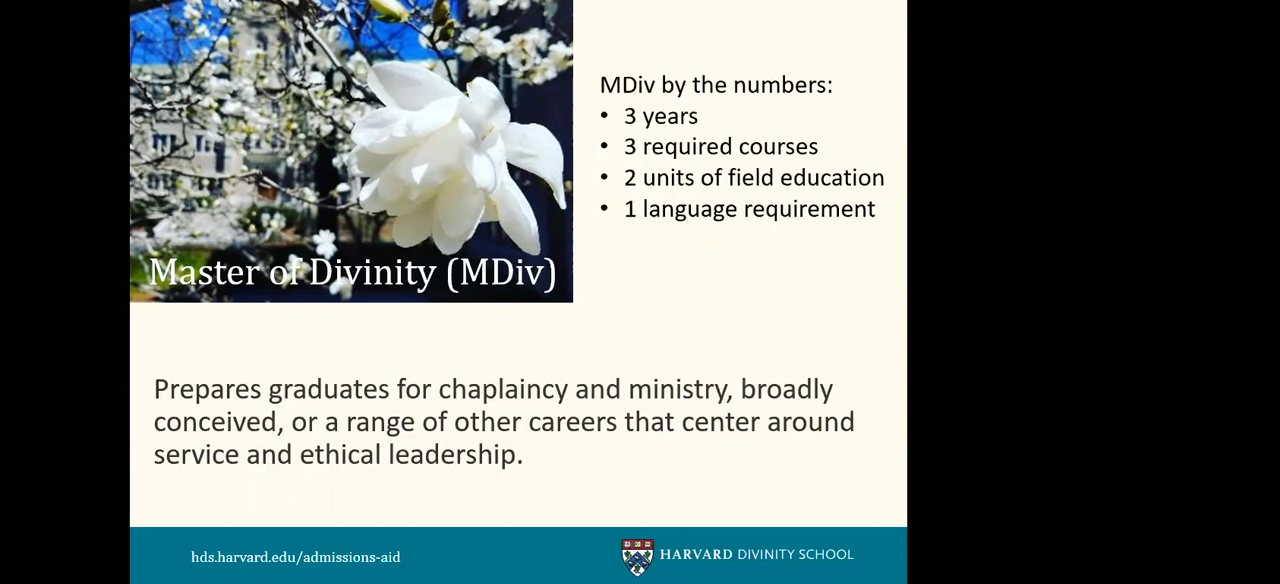 MDiv by the numbers:
• 3 years
• 3 required courses
• 2 units of field education
• 1 language requirement
Master of Divinity (MDiv)
Prepares graduates for chaplaincy and ministry, broadly
conceived, or a range of other careers that center around
service and ethical leadership.
hds.harvard.edu/admissions-aid
HARVARD DIVINITY SCHOOL